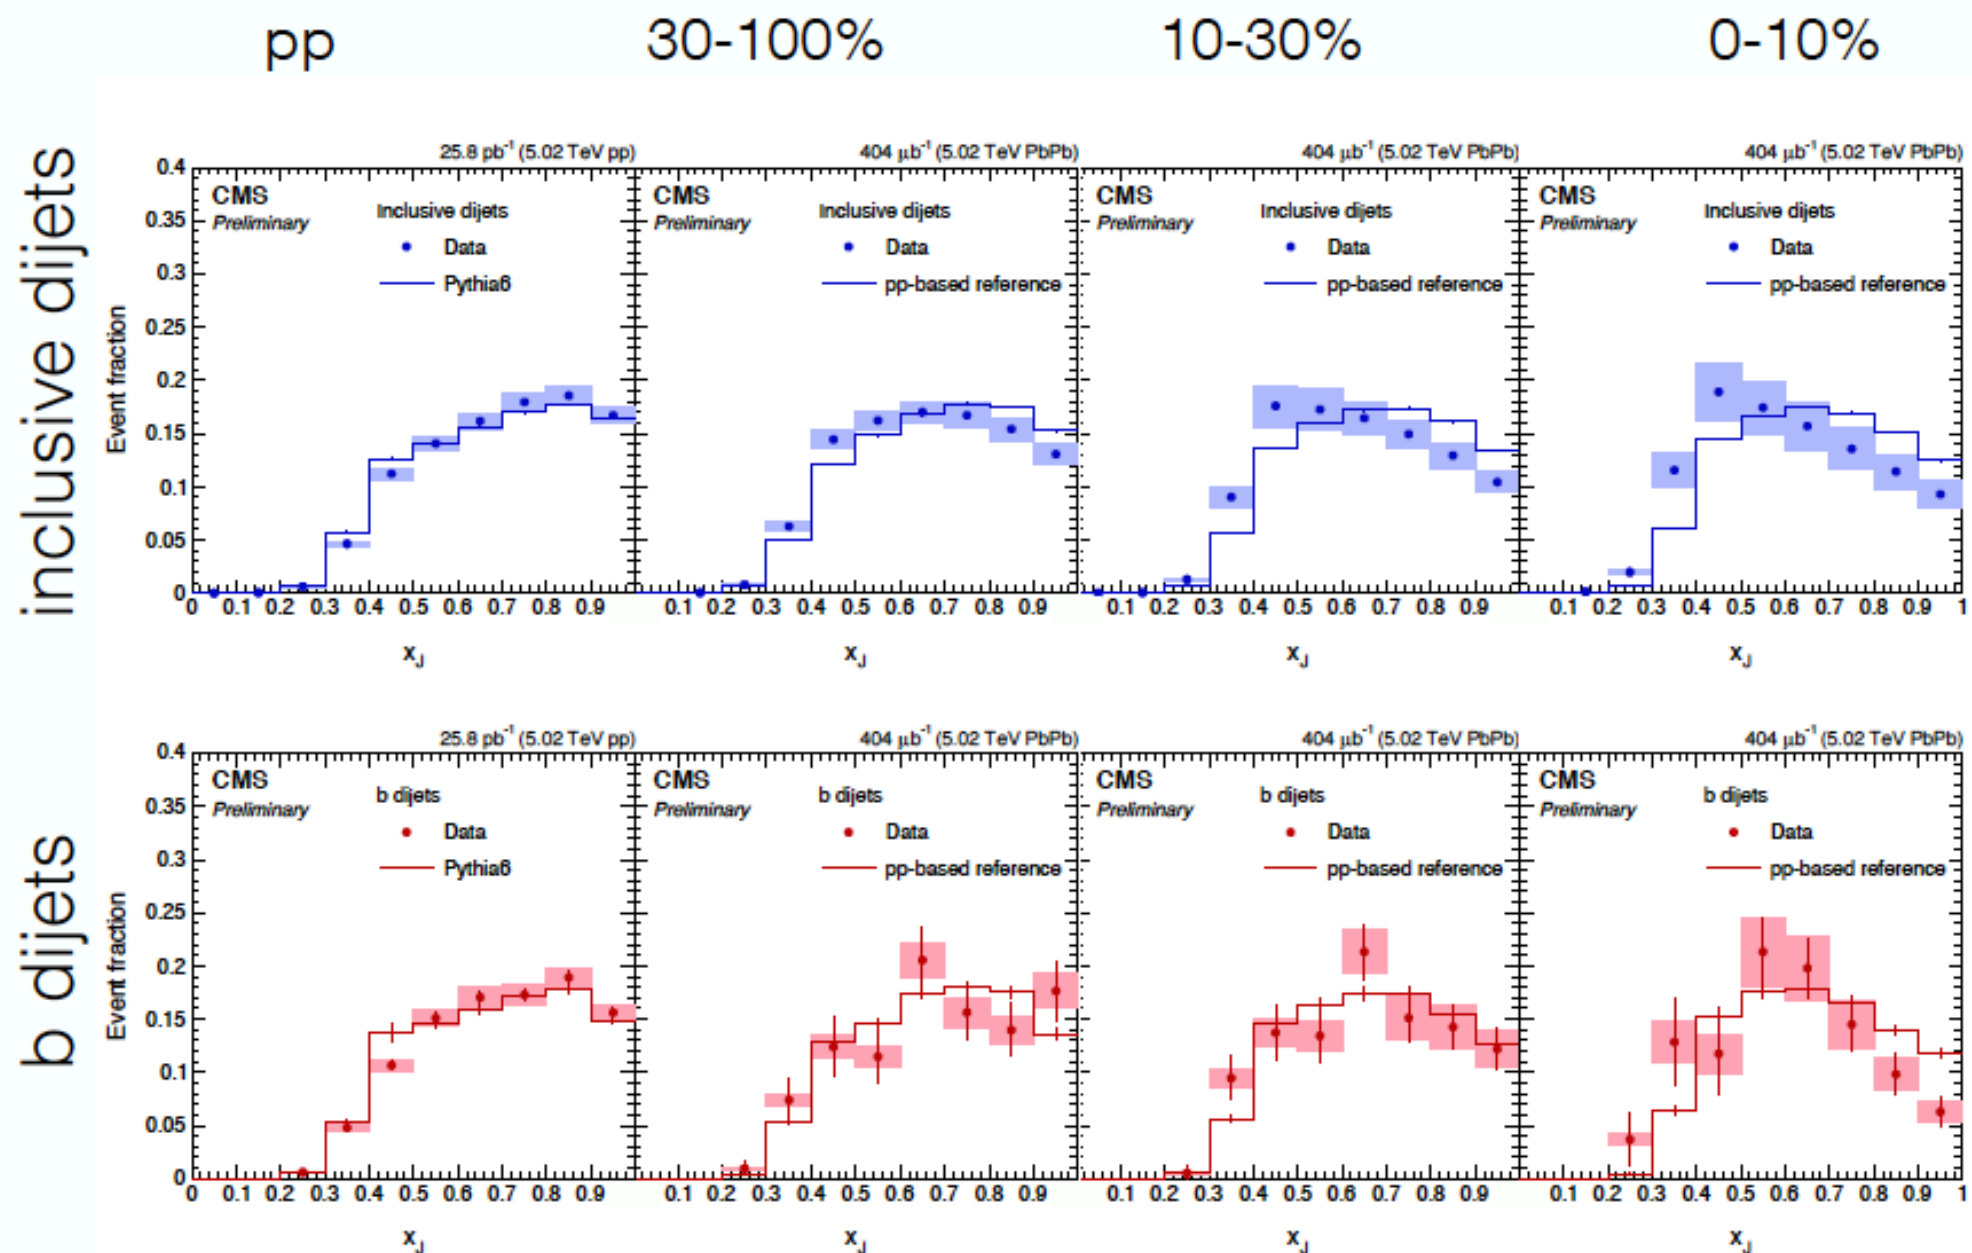 pp
30-100%
10-30%
0-10%
inclusive dijets
25.8 pb⁻¹ (5.02 TeV pp)
404 μb⁻¹ (5.02 TeV PbPb)
404 μb⁻¹ (5.02 TeV PbPb)
404 μb⁻¹ (5.02 TeV PbPb)
Event fraction
0.4
0.35
0.3
0.25
0.2
0.15
0.1
0.05
0
CMS
Preliminary
Inclusive dijets
Data
Pythia6
CMS
Preliminary
Inclusive dijets
Data
pp-based reference
CMS
Preliminary
Inclusive dijets
Data
pp-based reference
CMS
Preliminary
Inclusive dijets
Data
pp-based reference
0 0.1 0.2 0.3 0.4 0.5 0.6 0.7 0.8 0.9
0.1 0.2 0.3 0.4 0.5 0.6 0.7 0.8 0.9
0.1 0.2 0.3 0.4 0.5 0.6 0.7 0.8 0.9
0.1 0.2 0.3 0.4 0.5 0.6 0.7 0.8 0.9 1
xJ
xJ
xJ
xJ
b dijets
25.8 pb⁻¹ (5.02 TeV pp)
404 μb⁻¹ (5.02 TeV PbPb)
404 μb⁻¹ (5.02 TeV PbPb)
404 μb⁻¹ (5.02 TeV PbPb)
Event fraction
0.4
0.35
0.3
0.25
0.2
0.15
0.1
0.05
0
CMS
Preliminary
b dijets
Data
Pythia6
CMS
Preliminary
b dijets
Data
pp-based reference
CMS
Preliminary
b dijets
Data
pp-based reference
CMS
Preliminary
b dijets
Data
pp-based reference
0 0.1 0.2 0.3 0.4 0.5 0.6 0.7 0.8 0.9
0.1 0.2 0.3 0.4 0.5 0.6 0.7 0.8 0.9
0.1 0.2 0.3 0.4 0.5 0.6 0.7 0.8 0.9
0.1 0.2 0.3 0.4 0.5 0.6 0.7 0.8 0.9 1
xJ
xJ
xJ
xJ